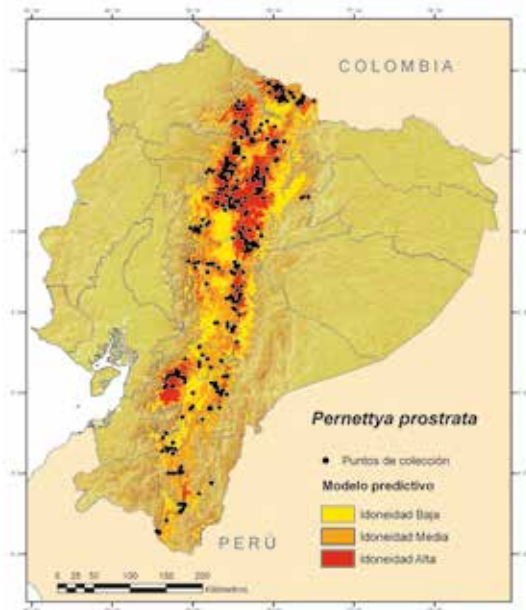 COLOMBIA
Pernettya prostrata
Puntos de colección
Modelo predictivo
Idoneidad Baja
Idoneidad Media
Idoneidad Alta
PERÚ
0 25 50 100 150 200
Kilómetros